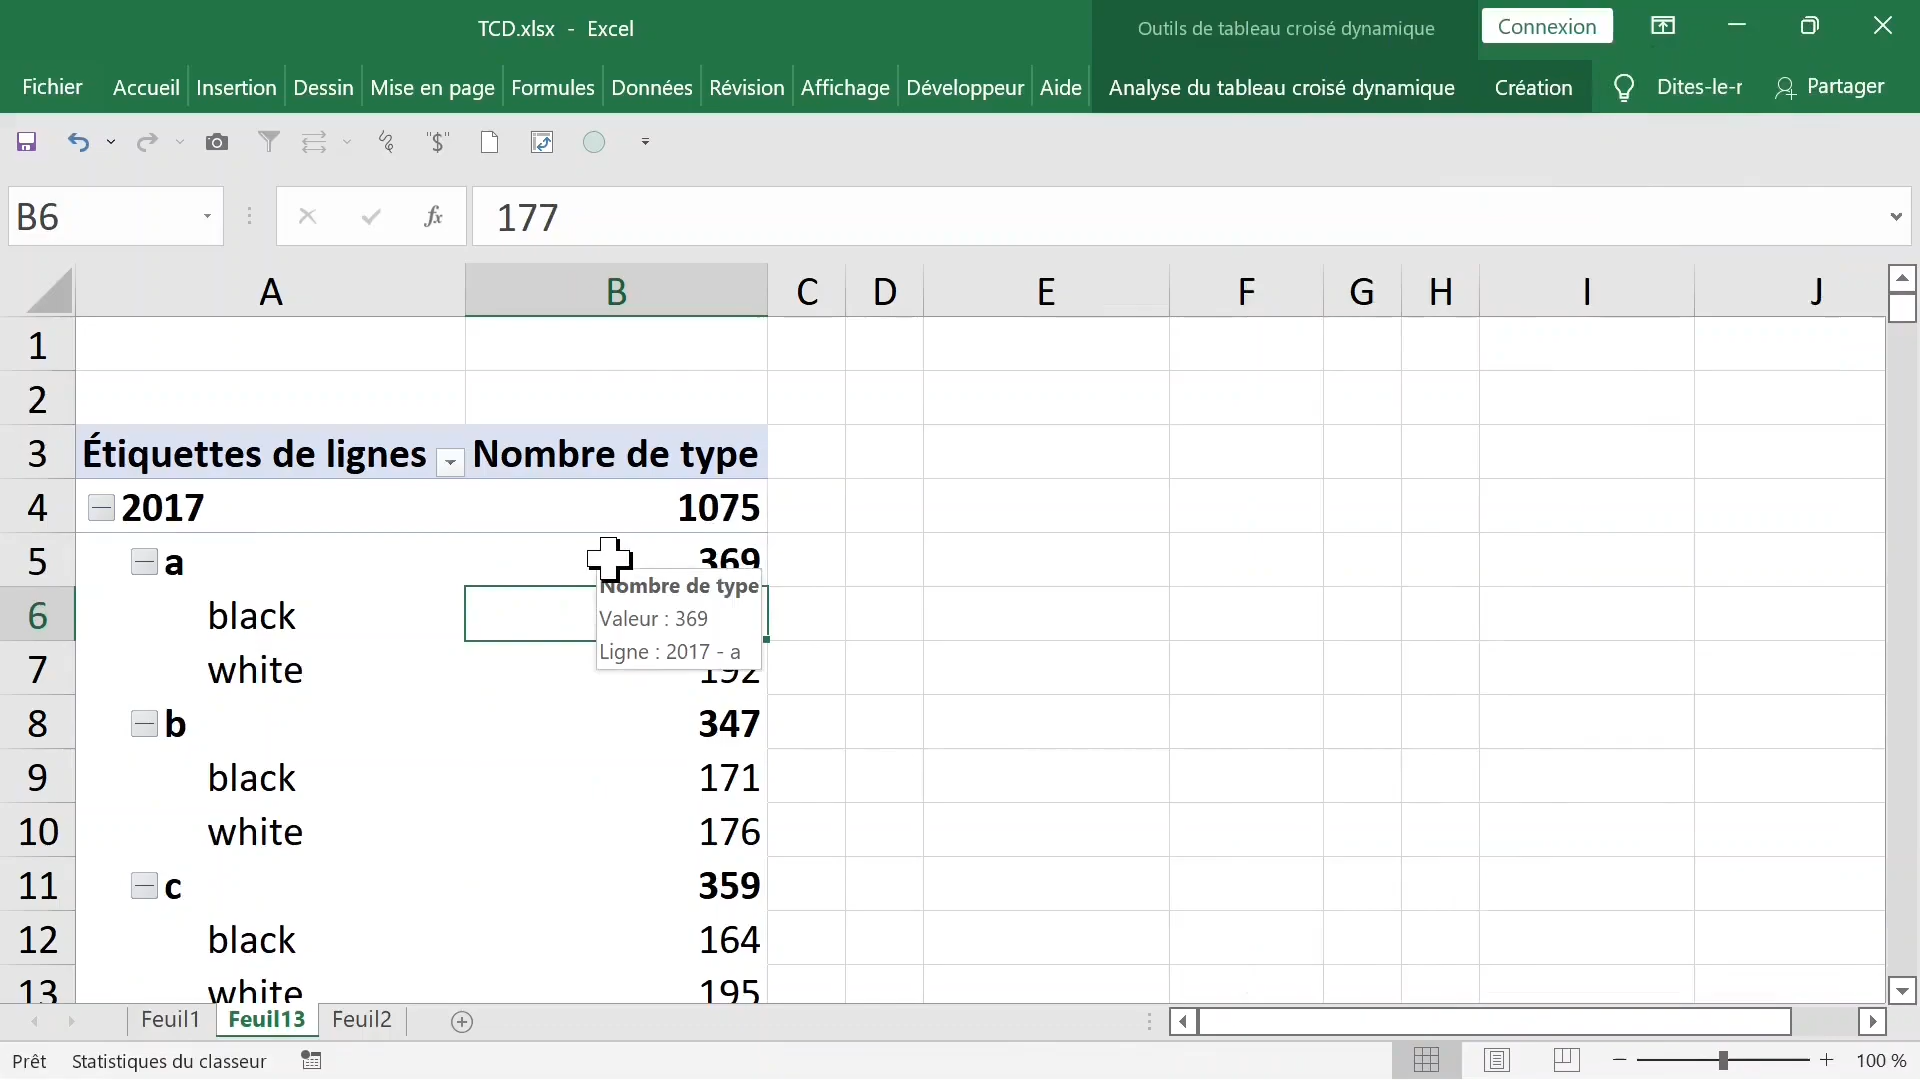 TCD.xlsx - Excel
Outils de tableau croisé dynamique
Connexion
Fichier Accueil Insertion Dessin Mise en page Formules Données Révision Affichage Développeur Aide Analyse du tableau croisé dynamique Création Dites-le-r Partager
"$"
B6 fx 177
A B C D E F G H I J
1
2
3 Étiquettes de lignes Nombre de type
4 2017 1075
5 a 369
Nombre de type
6 black
Valeur : 369
Ligne : 2017 - a
7 white 192
8 b 347
9 black 171
10 white 176
11 c 359
12 black 164
13 white 195
Feuil1 Feuil13 Feuil2
Prêt Statistiques du classeur 100 %